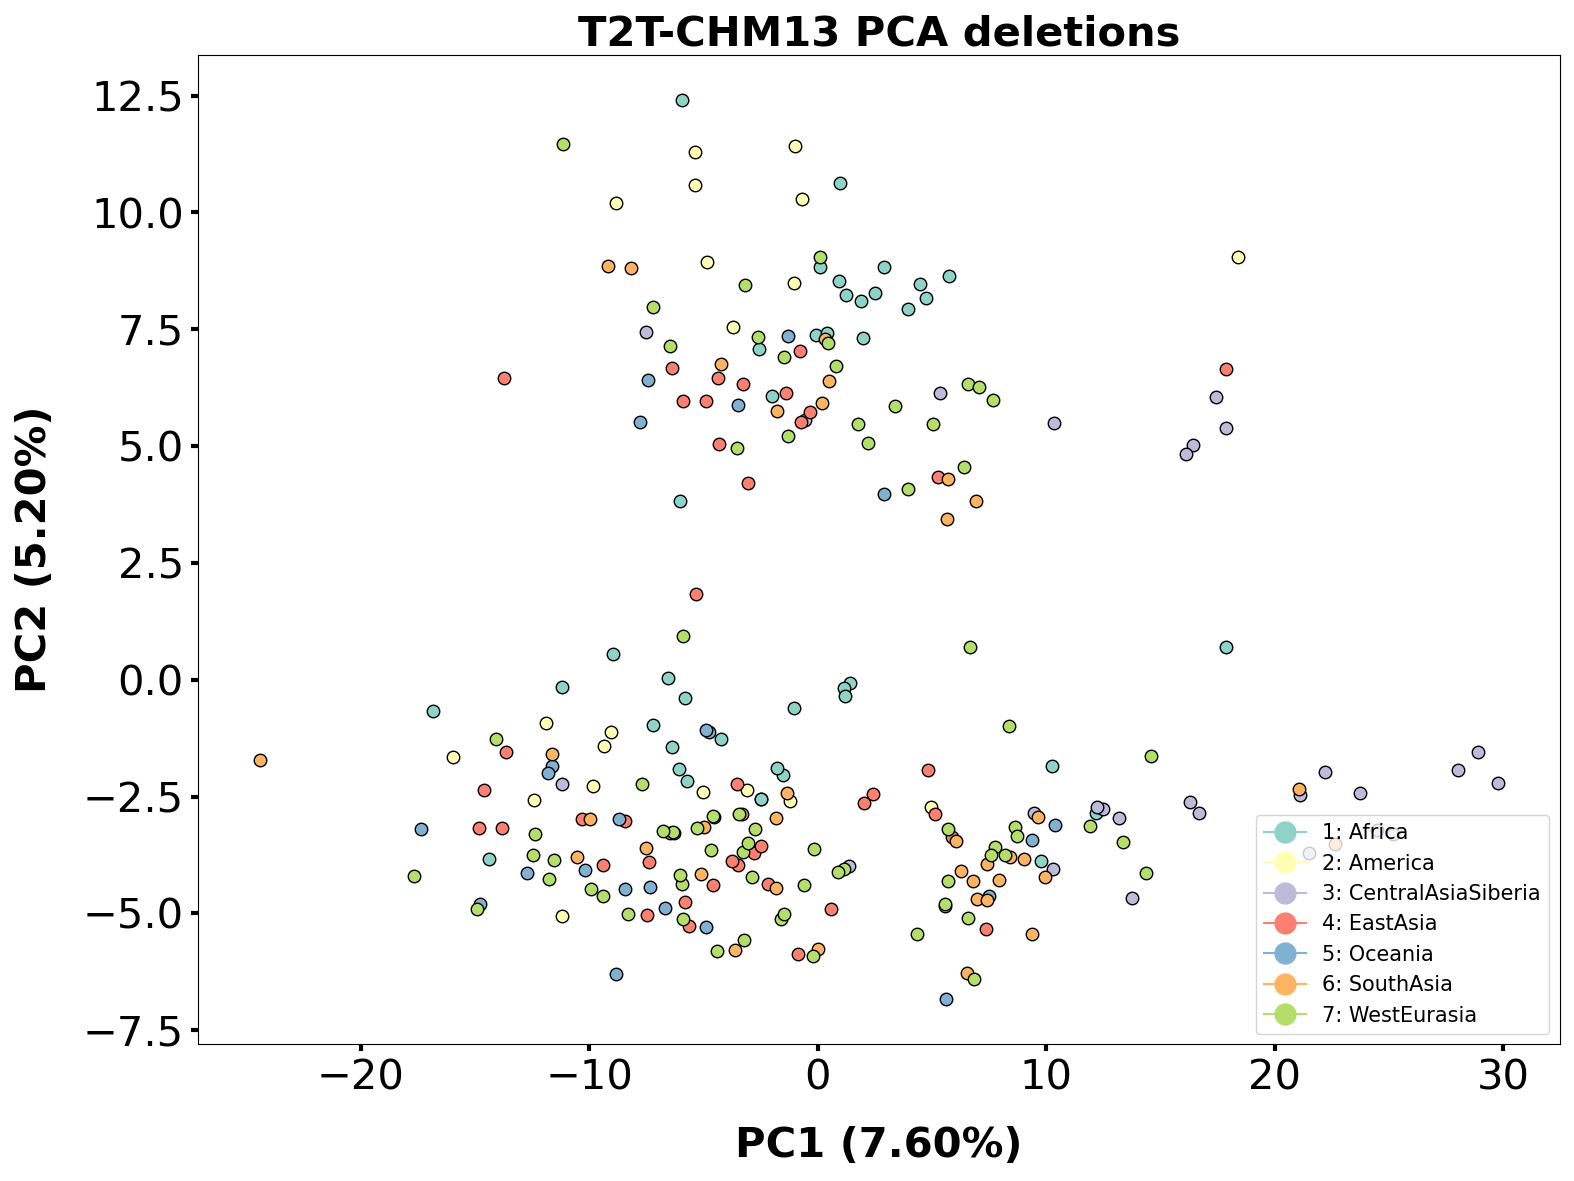 T2T-CHM13 PCA deletions
12.5
10.0
7.5
5.0
2.5
0.0
−2.5
−5.0
−7.5
PC2 (5.20%)
1: Africa
2: America
3: CentralAsiaSiberia
4: EastAsia
5: Oceania
6: SouthAsia
7: WestEurasia
−20 −10 0 10 20 30
PC1 (7.60%)